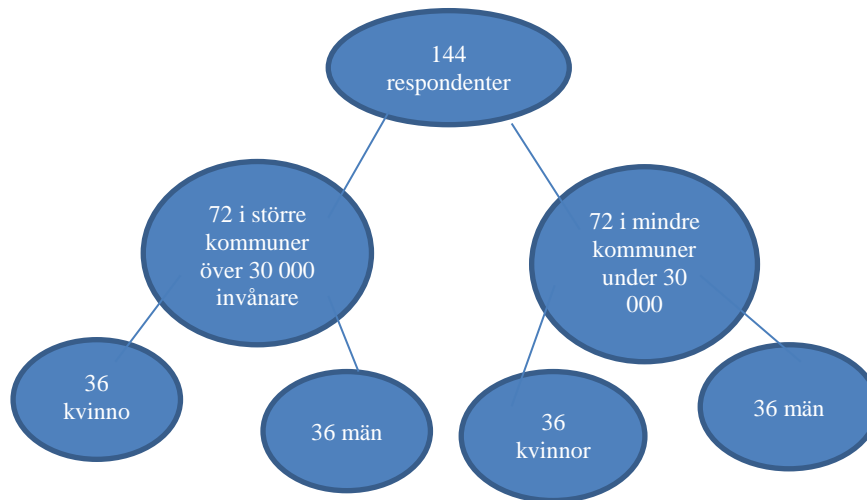 144
respondenter
72 i större
kommuner
över 30 000
invånare
72 i mindre
kommuner
under 30
000
36
kvinno
36 män
36
kvinnor
36 män